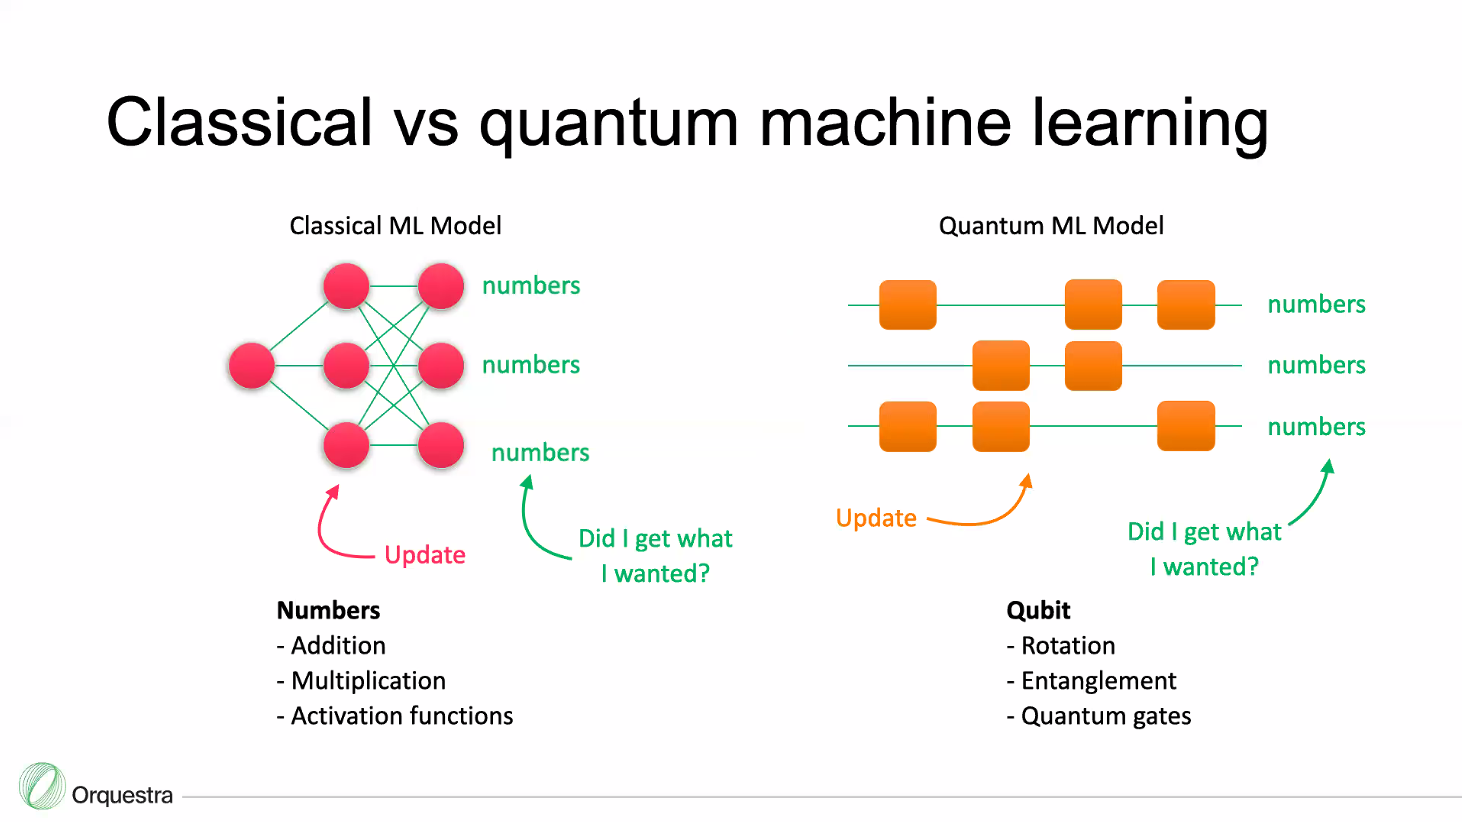 Classical vs quantum machine learning
Classical ML Model
numbers
numbers
numbers
Update
Did I get what
I wanted?
Numbers
- Addition
- Multiplication
- Activation functions
Quantum ML Model
numbers
numbers
numbers
Update
Did I get what
I wanted?
Qubit
- Rotation
- Entanglement
- Quantum gates
Orquestra